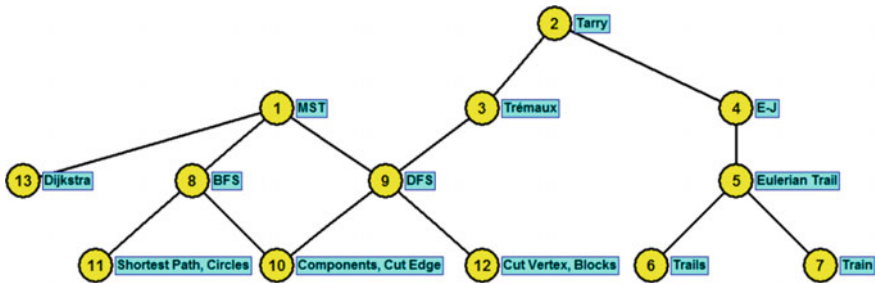 2 Tarry
1 MST 3 Trémaux 4 E-J
13 Dijkstra 8 BFS 9 DFS 5 Eulerian Trail
11 Shortest Path, Circles 10 Components, Cut Edge 12 Cut Vertex, Blocks 6 Trails 7 Train